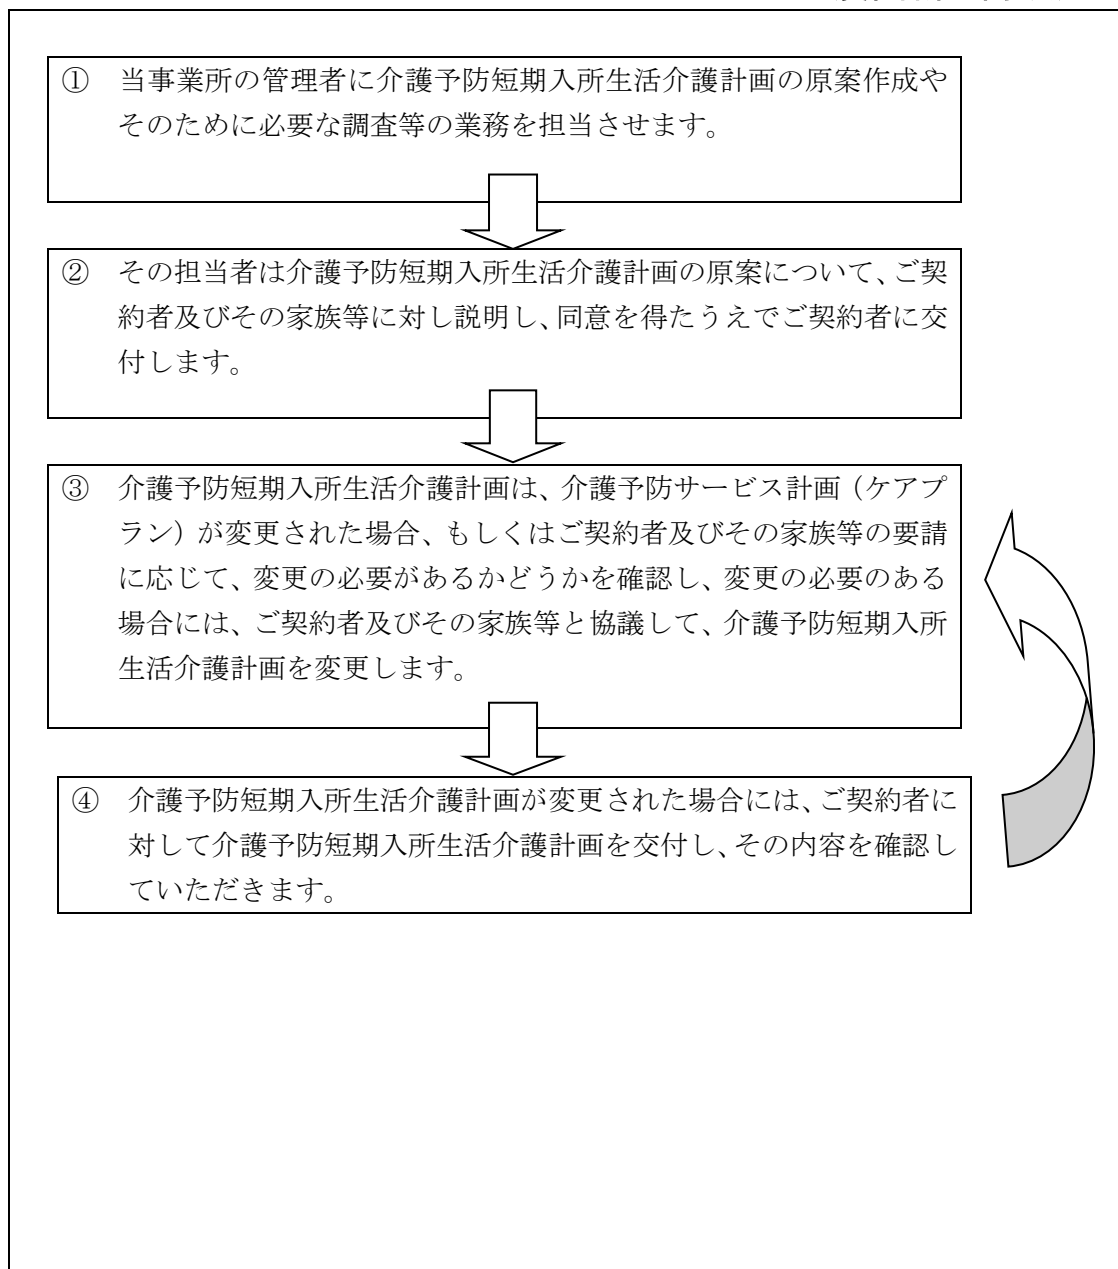 ① 当事業所の管理者に介護予防短期入所生活介護計画の原案作成や
そのために必要な調査等の業務を担当させます。
② その担当者は介護予防短期入所生活介護計画の原案について、ご契
約者及びその家族等に対し説明し、同意を得たうえでご契約者に交
付します。
③ 介護予防短期入所生活介護計画は、介護予防サービス計画（ケアプ
ラン）が変更された場合、もしくはご契約者及びその家族等の要請
に応じて、変更の必要があるかどうかを確認し、変更の必要のある
場合には、ご契約者及びその家族等と協議して、介護予防短期入所
生活介護計画を変更します。
④ 介護予防短期入所生活介護計画が変更された場合には、ご契約者に
対して介護予防短期入所生活介護計画を交付し、その内容を確認し
ていただきます。